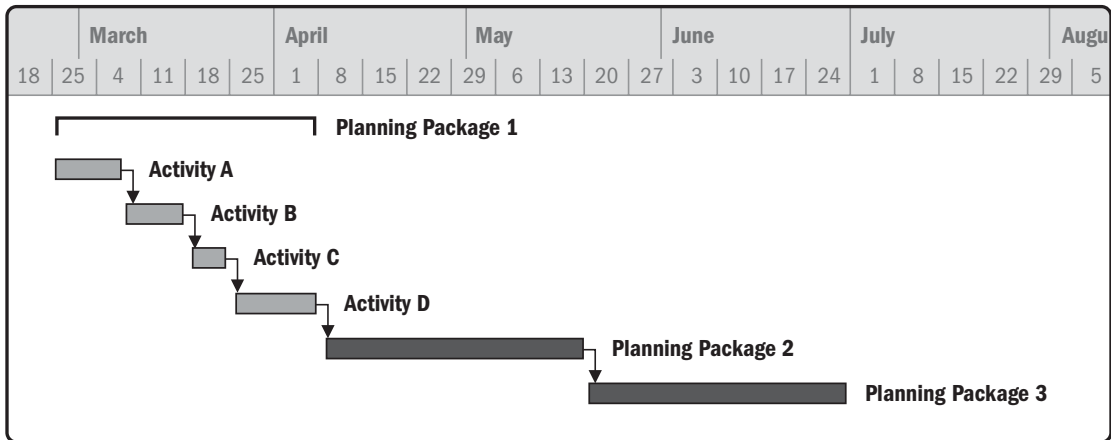 March April May June July Augu
18 25 4 11 18 25 1 8 15 22 29 6 13 20 27 3 10 17 24 1 8 15 22 29 5
Planning Package 1
Activity A
Activity B
Activity C
Activity D
Planning Package 2
Planning Package 3